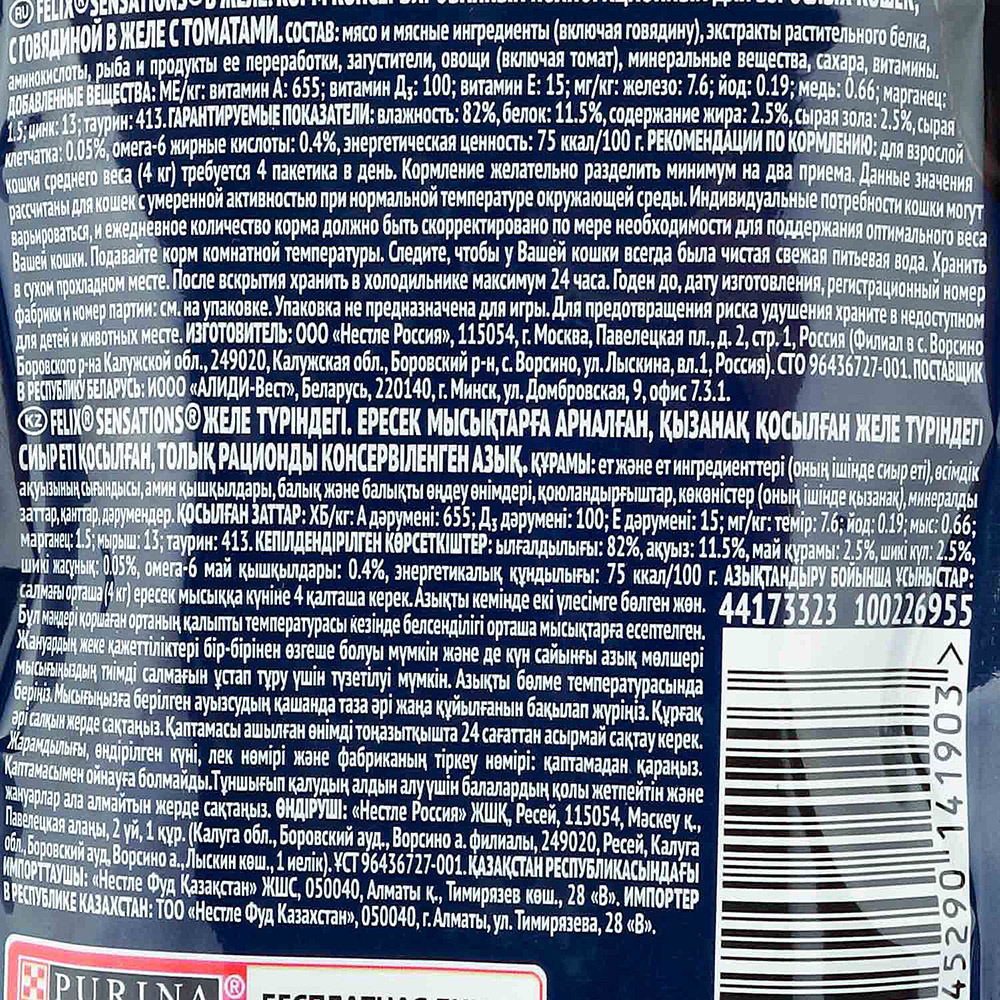 RU FELIX® SENSATIONS® В ЖЕЛЕ. КОРМ КОНСЕРВИРОВАННЫЙ ПОЛНОРАЦИОННЫЙ ДЛЯ ВЗРОСЛЫХ КОШЕК,
С ГОВЯДИНОЙ В ЖЕЛЕ С ТОМАТАМИ. СОСТАВ: мясо и мясные ингредиенты (включая говядину), экстракты растительного белка,
аминокислоты, рыба и продукты ее переработки, загустители, овощи (включая томат), минеральные вещества, сахара, витамины.
ДОБАВЛЕННЫЕ ВЕЩЕСТВА: МЕ/кг: витамин А: 655; витамин Д₃: 100; витамин Е: 15; мг/кг: железо: 7.6; йод: 0.19; медь: 0.66; марганец:
1.5; цинк: 13; таурин: 413. ГАРАНТИРУЕМЫЕ ПОКАЗАТЕЛИ: влажность: 82%, белок: 11.5%, содержание жира: 2.5%, сырая зола: 2.5%, сырая
клетчатка: 0.05%, омега-6 жирные кислоты: 0.4%, энергетическая ценность: 75 ккал/100 г. РЕКОМЕНДАЦИИ ПО КОРМЛЕНИЮ: для взрослой
кошки среднего веса (4 кг) требуется 4 пакетика в день. Кормление желательно разделить минимум на два приема. Данные значения
рассчитаны для кошек с умеренной активностью при нормальной температуре окружающей среды. Индивидуальные потребности кошки могут
варьироваться, и ежедневное количество корма должно быть скорректировано по мере необходимости для поддержания оптимального веса
Вашей кошки. Подавайте корм комнатной температуры. Следите, чтобы у Вашей кошки всегда была чистая свежая питьевая вода. Хранить
в сухом прохладном месте. После вскрытия хранить в холодильнике максимум 24 часа. Годен до, дату изготовления, регистрационный номер
фабрики и номер партии: см. на упаковке. Упаковка не предназначена для игры. Для предотвращения риска удушения храните в недоступном
для детей и животных месте. ИЗГОТОВИТЕЛЬ: ООО «Нестле Россия», 115054, г. Москва, Павелецкая пл., д. 2, стр. 1, Россия (Филиал в с. Ворсино
Боровского р-на Калужской обл., 249020, Калужская обл., Боровский р-н, с. Ворсино, ул. Лыскина, вл.1, Россия). СТО 96436727-001. ПОСТАВЩИК
В РЕСПУБЛИКУ БЕЛАРУСЬ: ИООО «АЛИДИ-Вест», Беларусь, 220140, г. Минск, ул. Домбровская, 9, офис 7.3.1.
KZ FELIX® SENSATIONS® ЖЕЛЕ ТҮРІНДЕГІ. ЕРЕСЕК МЫСЫҚТАРҒА АРНАЛҒАН, ҚЫЗАНАҚ ҚОСЫЛҒАН ЖЕЛЕ ТҮРІНДЕГІ
СИЫР ЕТІ ҚОСЫЛҒАН, ТОЛЫҚ РАЦИОНДЫ КОНСЕРВІЛЕНГЕН АЗЫҚ. ҚҰРАМЫ: ет және ет ингредиенттері (оның ішінде сиыр еті), өсімдік
ақуызының сығындысы, амин қышқылдары, балық және балықты өңдеу өнімдері, қоюландырғыштар, көкөністер (оның ішінде қызанақ), минералды
заттар, қанттар, дәрумендер. ҚОСЫЛҒАН ЗАТТАР: ХБ/кг: А дәрумені: 655; Д₃ дәрумені: 100; Е дәрумені: 15; мг/кг: темір: 7.6; йод: 0.19; мыс: 0.66;
марганец: 1.5; мырыш: 13; таурин: 413. КЕПІЛДЕНДІРІЛГЕН КӨРСЕТКІШТЕР: ылғалдылығы: 82%, ақуыз: 11.5%, май құрамы: 2.5%, шикі күл: 2.5%,
шикі жасұнық: 0.05%, омега-6 май қышқылдары: 0.4%, энергетикалық құндылығы: 75 ккал/100 г. АЗЫҚТАНДЫРУ БОЙЫНША ҰСЫНЫСТАР:
салмағы орташа (4 кг) ересек мысыққа күніне 4 қалташа керек. Азықты кемінде екі үлесімге бөлген жөн.
Бұл мәндері қоршаған ортаның қалыпты температурасы кезінде белсенділігі орташа мысықтарға есептелген.
Жануардың жеке қажеттіліктері бір-бірінен өзгеше болуы мүмкін және де күн сайынғы азық мөлшері
мысығыңыздың тиімді салмағын ұстап тұру үшін түзетілуі мүмкін. Азықты бөлме температурасында
беріңіз. Мысығыңызға берілген ауызсудың қашанда таза әрі жаңа құйылғанын бақылап жүріңіз. Құрғақ
әрі салқын жерде сақтаңыз. Қаптамасы ашылған өнімді тоңазытқышта 24 сағаттан асырмай сақтау керек.
Жарамдылығы, өндірілген күні, лек нөмірі және фабриканың тіркеу нөмірі: қаптамадан қараңыз.
Қаптамасымен ойнауға болмайды. Тұншығып қалудың алдын алу үшін балалардың қолы жетпейтін және
жануарлар ала алмайтын жерде сақтаңыз. ӨНДІРУШІ: «Нестле Россия» ЖШҚ, Ресей, 115054, Мәскеу қ.,
Павелецкая алаңы, 2 үй, 1 құр. (Калуга обл., Боровский ауд., Ворсино а. филиалы, 249020, Ресей, Калуга
обл., Боровский ауд, Ворсино а., Лыскин көш., 1 иелік). ҰСТ 96436727-001. ҚАЗАҚСТАН РЕСПУБЛИКАСЫНДАҒЫ
ИМПОРТТАУШЫ: «Нестле Фуд Қазақстан» ЖШС, 050040, Алматы қ., Тимирязев көш., 28 «В». ИМПОРТЕР
В РЕСПУБЛИКЕ КАЗАХСТАН: ТОО «Нестле Фуд Казахстан», 050040, г. Алматы, ул. Тимирязева, 28 «В».
44173323 100226955
45290 141903 >
PURINA®